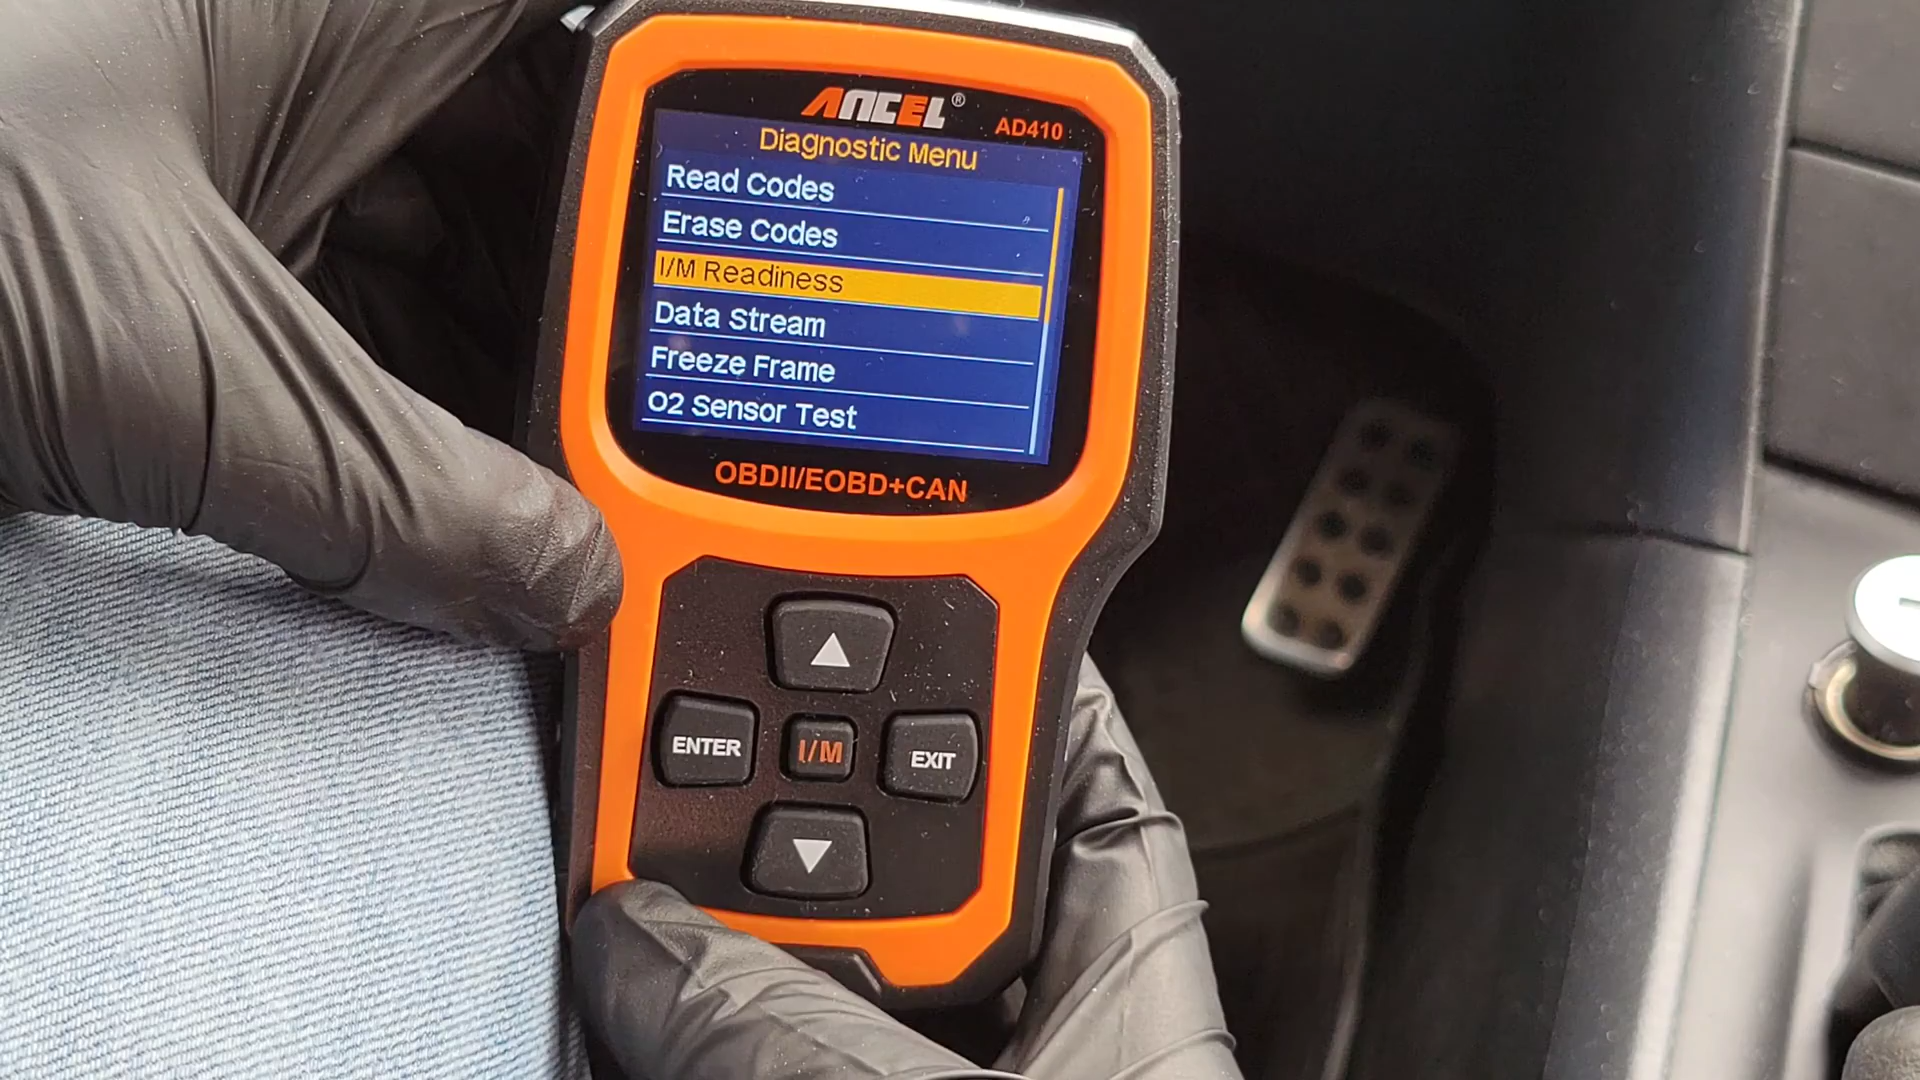 ANCEL®
AD410
Diagnostic Menu
Read Codes
Erase Codes
I/M Readiness
Data Stream
Freeze Frame
O2 Sensor Test
OBDII/EOBD+CAN
ENTER
I/M
EXIT